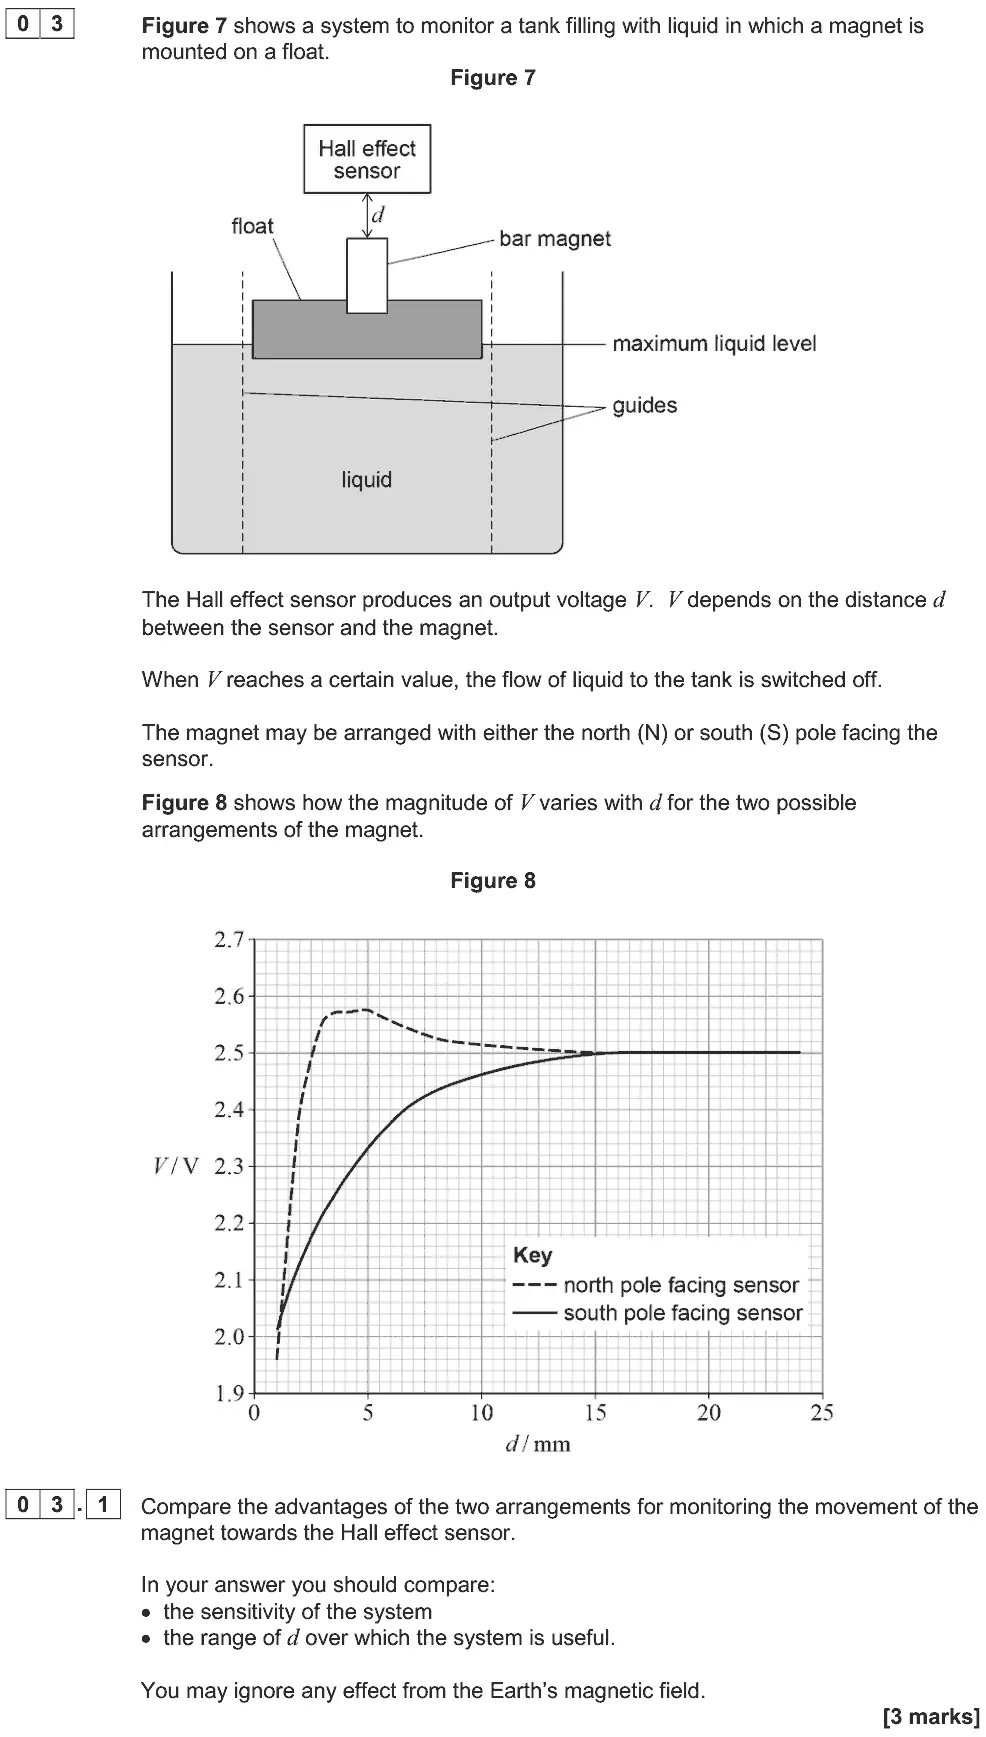 0 3
Figure 7 shows a system to monitor a tank filling with liquid in which a magnet is
mounted on a float.
Figure 7
Hall effect
sensor
d
float
bar magnet
maximum liquid level
guides
liquid
The Hall effect sensor produces an output voltage V. V depends on the distance d
between the sensor and the magnet.
When V reaches a certain value, the flow of liquid to the tank is switched off.
The magnet may be arranged with either the north (N) or south (S) pole facing the
sensor.
Figure 8 shows how the magnitude of V varies with d for the two possible
arrangements of the magnet.
Figure 8
2.7
2.6
2.5
2.4
V/V 2.3
2.2
2.1
2.0
1.9
Key
north pole facing sensor
south pole facing sensor
0 5 10 15 20 25
d/mm
0 3 . 1
Compare the advantages of the two arrangements for monitoring the movement of the
magnet towards the Hall effect sensor.
In your answer you should compare:
• the sensitivity of the system
• the range of d over which the system is useful.
You may ignore any effect from the Earth's magnetic field.
[3 marks]